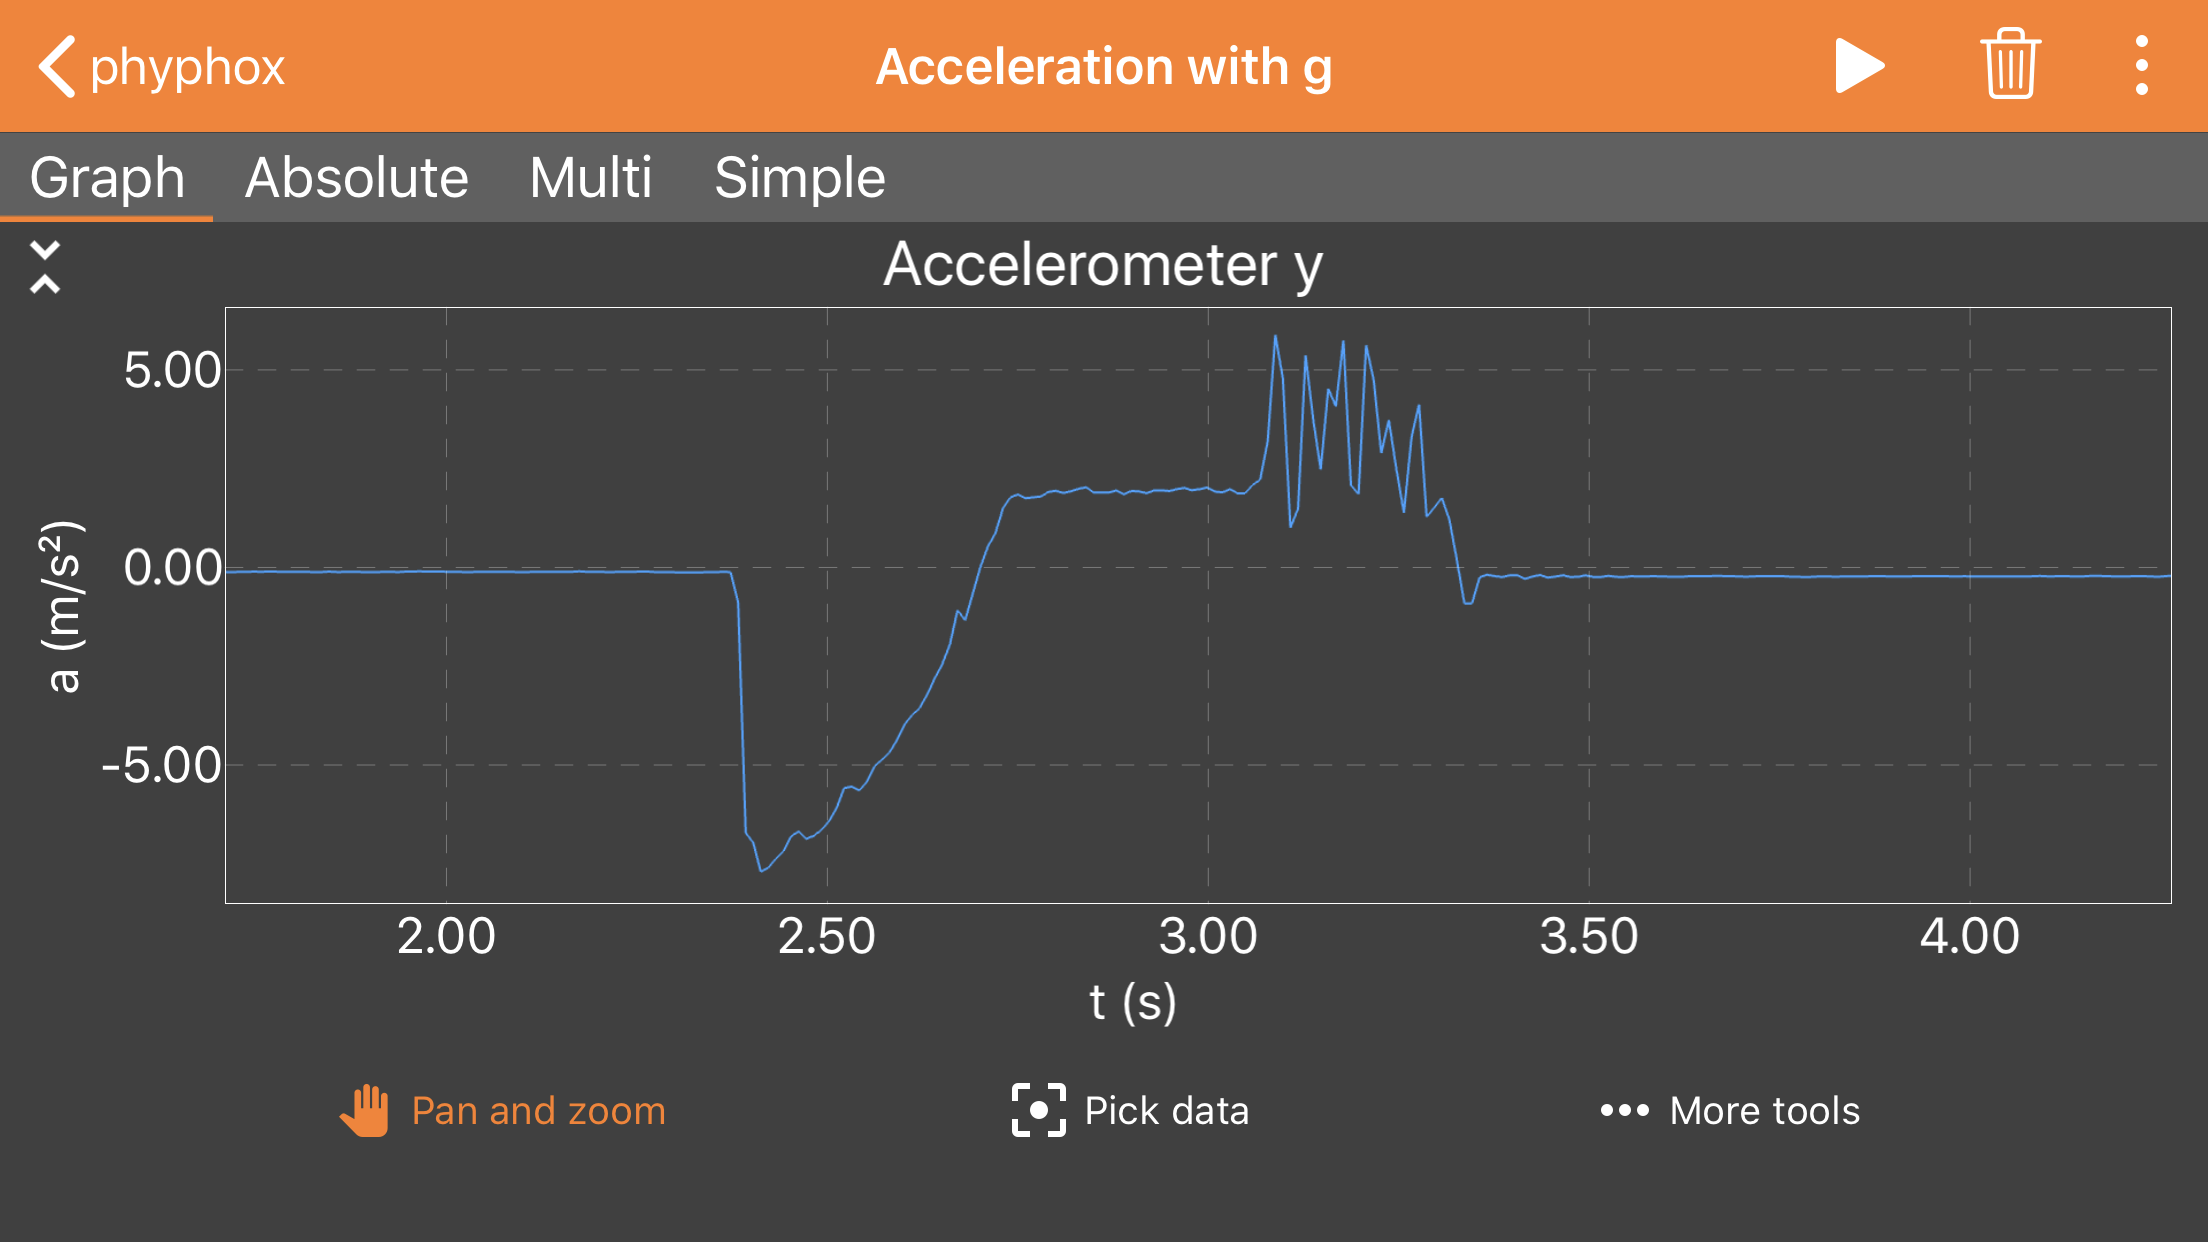 phyphox
Acceleration with g
Graph Absolute Multi Simple
Accelerometer y
a (m/s²)
5.00
0.00
-5.00
2.00 2.50 3.00 3.50 4.00
t (s)
Pan and zoom
Pick data
More tools